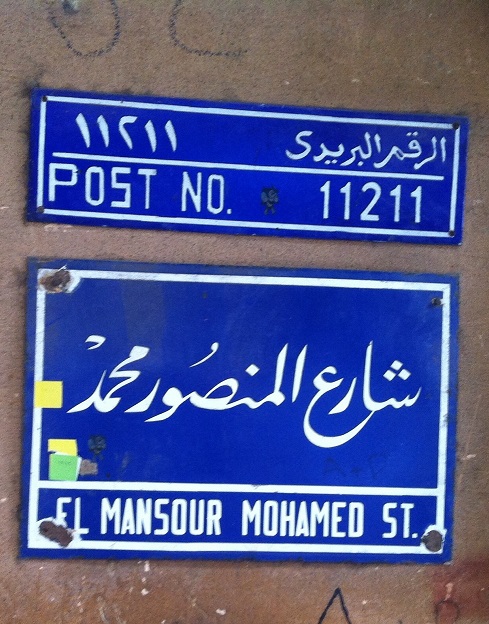 الرقم البريدى ١١٢١١
POST NO. 11211
شارع المنصور محمد
EL MANSOUR MOHAMED ST.
A+P